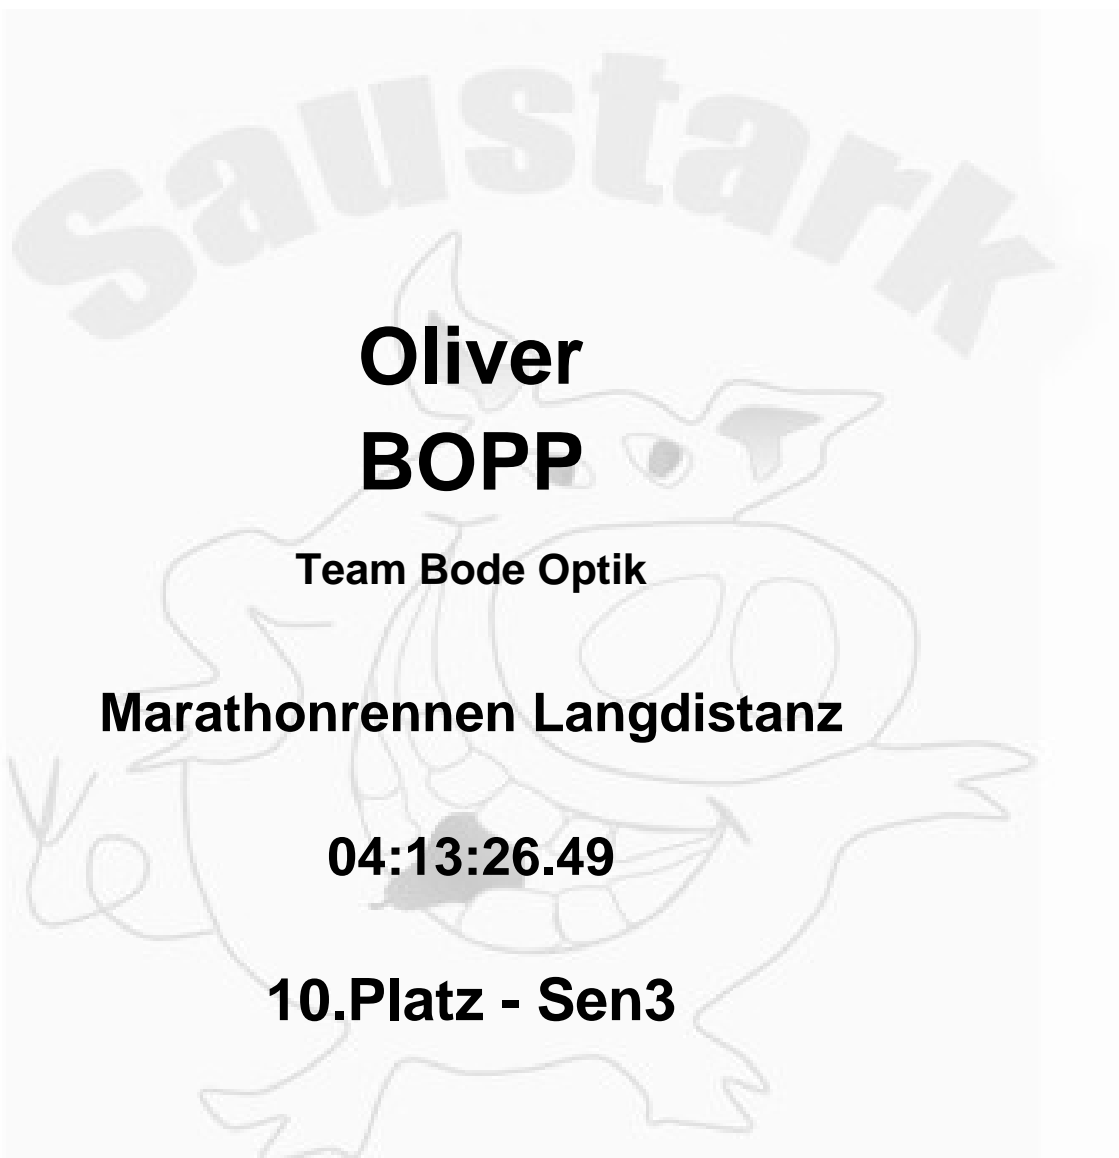 Saustark
Oliver
BOPP
Team Bode Optik
Marathonrennen Langdistanz
04:13:26.49
10.Platz - Sen3